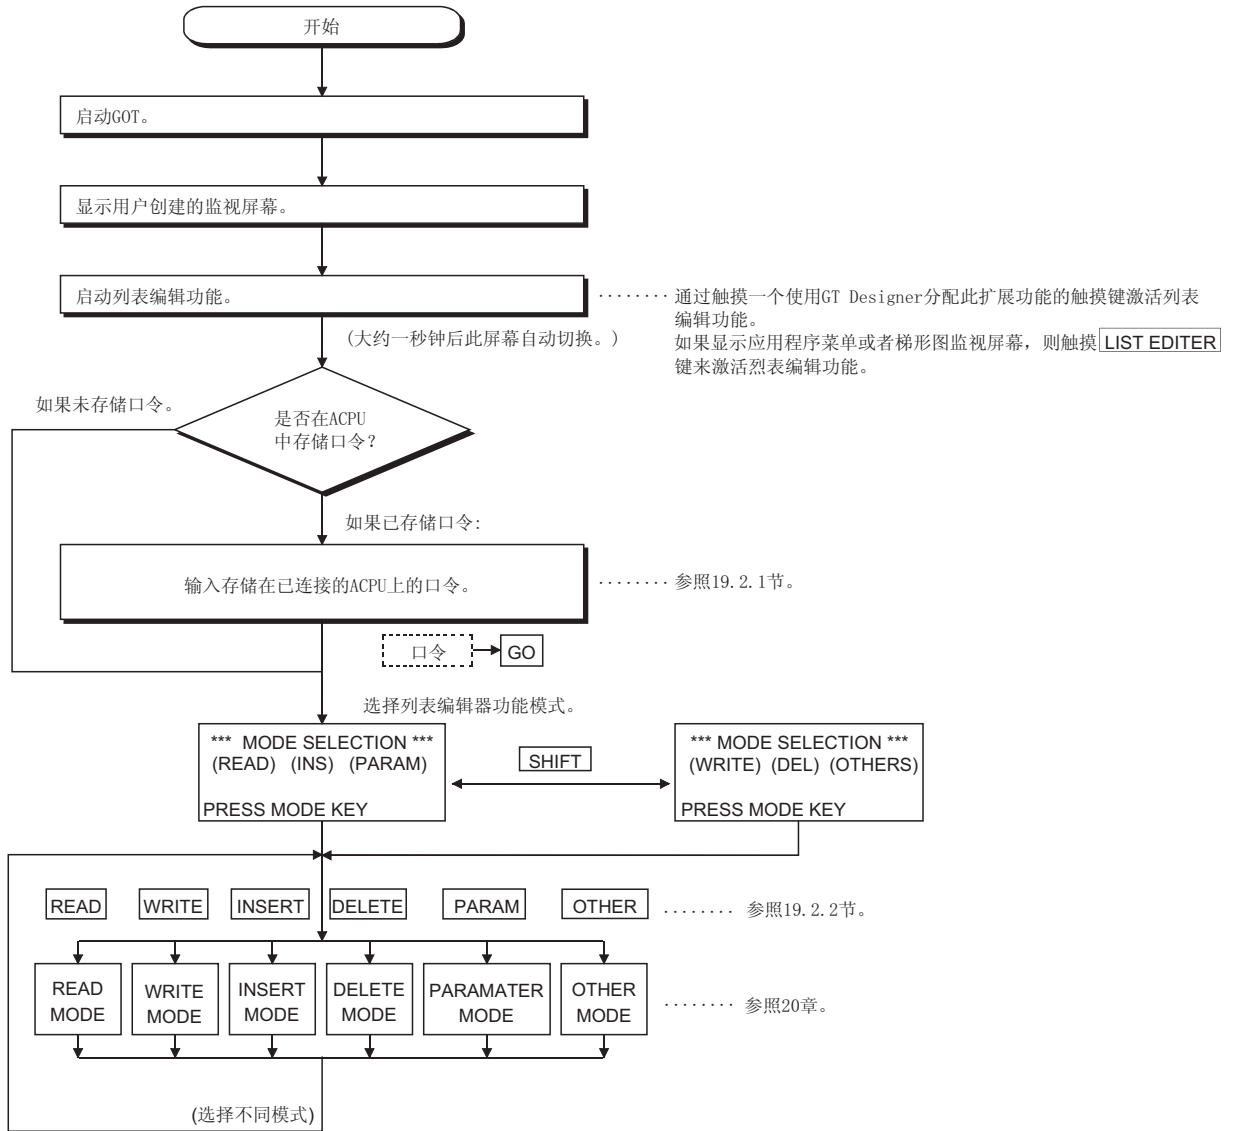 开始
启动GOT。
显示用户创建的监视屏幕。
启动列表编辑功能。
········ 通过触摸一个使用GT Designer分配此扩展功能的触摸键激活列表
编辑功能。
如果显示应用程序菜单或者梯形图监视屏幕，则触摸 LIST EDITER
键来激活烈表编辑功能。
(大约一秒钟后此屏幕自动切换。)
如果未存储口令。
是否在ACPU
中存储口令?
如果已存储口令:
输入存储在已连接的ACPU上的口令。
········ 参照19.2.1节。
口令 GO
选择列表编辑器功能模式。
*** MODE SELECTION ***
(READ) (INS) (PARAM)
PRESS MODE KEY
SHIFT
*** MODE SELECTION ***
(WRITE) (DEL) (OTHERS)
PRESS MODE KEY
READ WRITE INSERT DELETE PARAM OTHER ········ 参照19.2.2节。
READ
MODE
WRITE
MODE
INSERT
MODE
DELETE
MODE
PARAMATER
MODE
OTHER
MODE
········ 参照20章。
(选择不同模式)